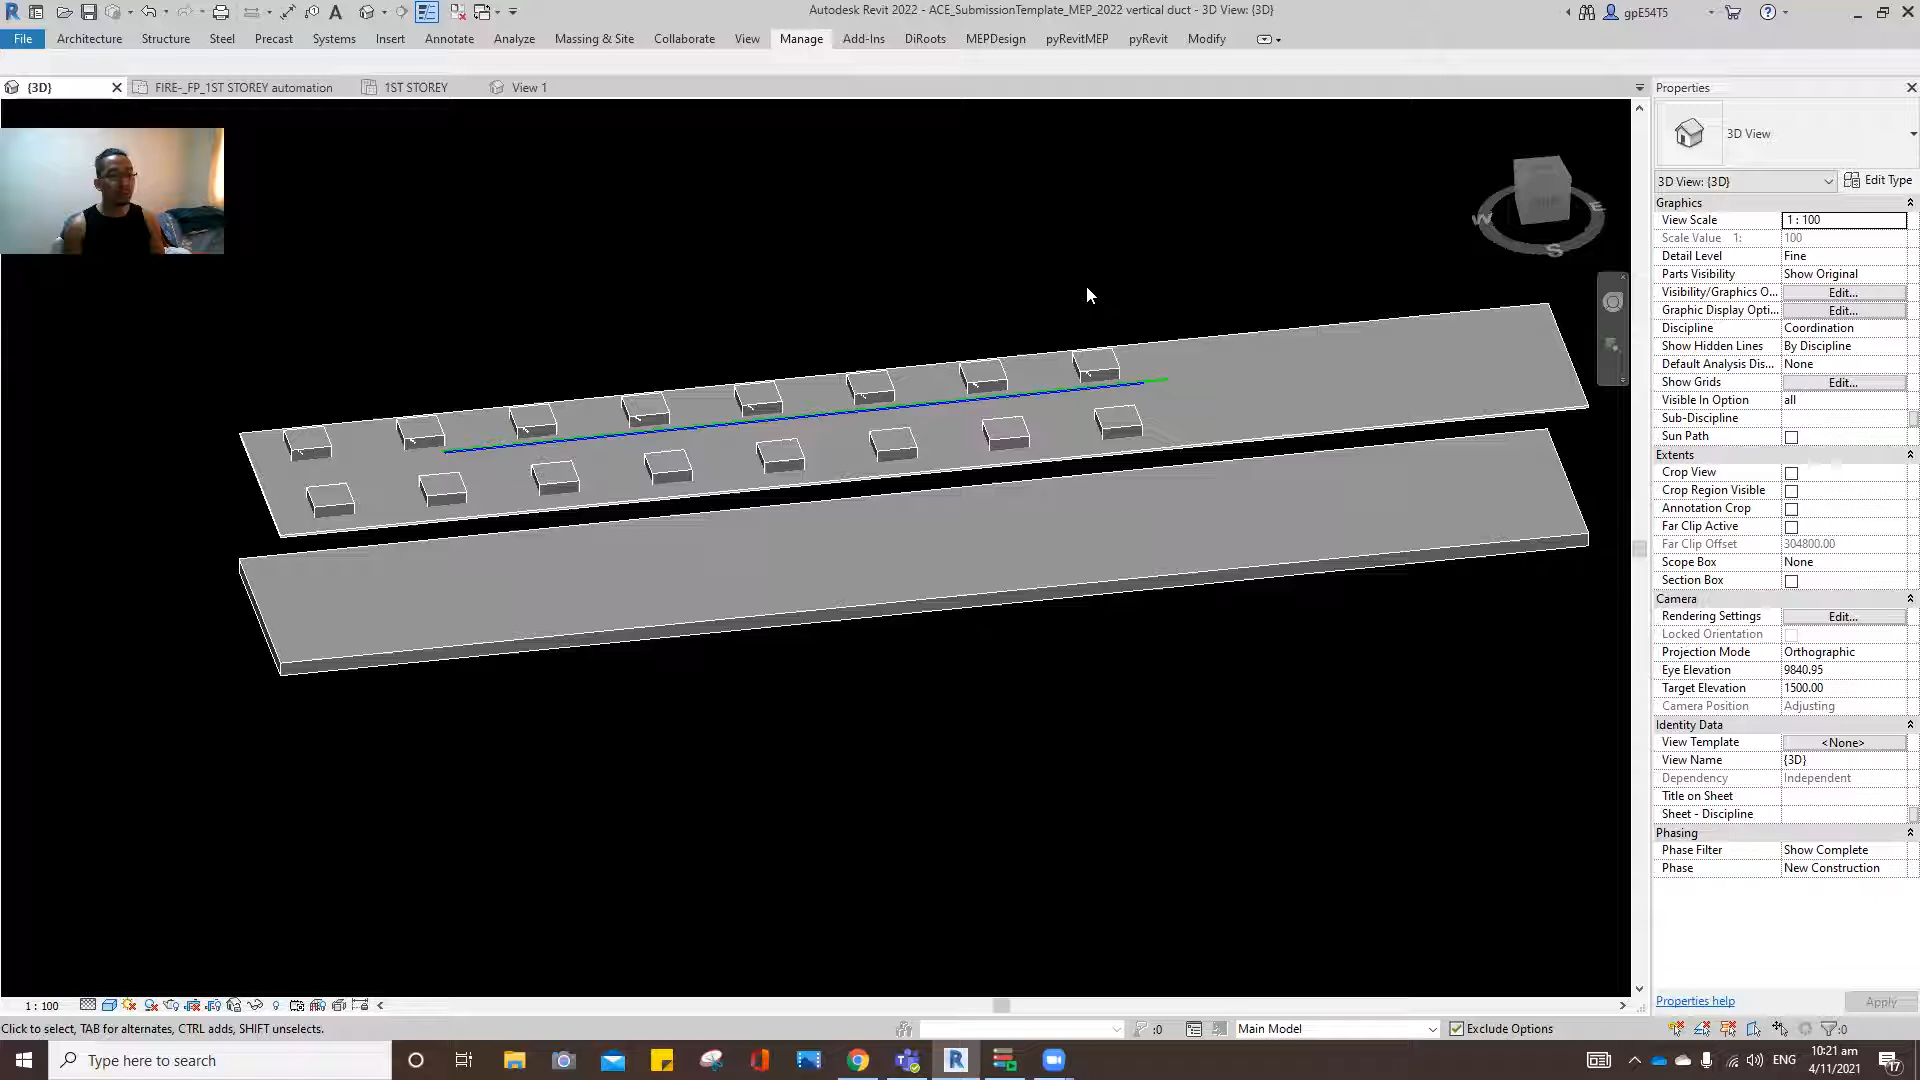 Autodesk Revit 2022 - ACE_SubmissionTemplate_MEP_2022 vertical duct - 3D View: {3D}
gpE54T5
File Architecture Structure Steel Precast Systems Insert Annotate Analyze Massing & Site Collaborate View Manage Add-Ins DiRoots MEPDesign pyRevitMEP pyRevit Modify
{3D} FIRE-_FP_1ST STOREY automation 1ST STOREY View 1
Properties
3D View
3D View: {3D} Edit Type
Graphics
View Scale 1 : 100
Scale Value 1: 100
Detail Level Fine
Parts Visibility Show Original
Visibility/Graphics O... Edit...
Graphic Display Opti... Edit...
Discipline Coordination
Show Hidden Lines By Discipline
Default Analysis Dis... None
Show Grids Edit...
Visible In Option all
Sub-Discipline
Sun Path
Extents
Crop View
Crop Region Visible
Annotation Crop
Far Clip Active
Far Clip Offset 304800.00
Scope Box None
Section Box
Camera
Rendering Settings Edit...
Locked Orientation
Projection Mode Orthographic
Eye Elevation 9840.95
Target Elevation 1500.00
Camera Position Adjusting
Identity Data
View Template <None>
View Name {3D}
Dependency Independent
Title on Sheet
Sheet - Discipline
Phasing
Phase Filter Show Complete
Phase New Construction
W E S
Properties help Apply
1 : 100
Click to select, TAB for alternates, CTRL adds, SHIFT unselects.
:0 Main Model Exclude Options :0
Type here to search
ENG
10:21 am
4/11/2021
17